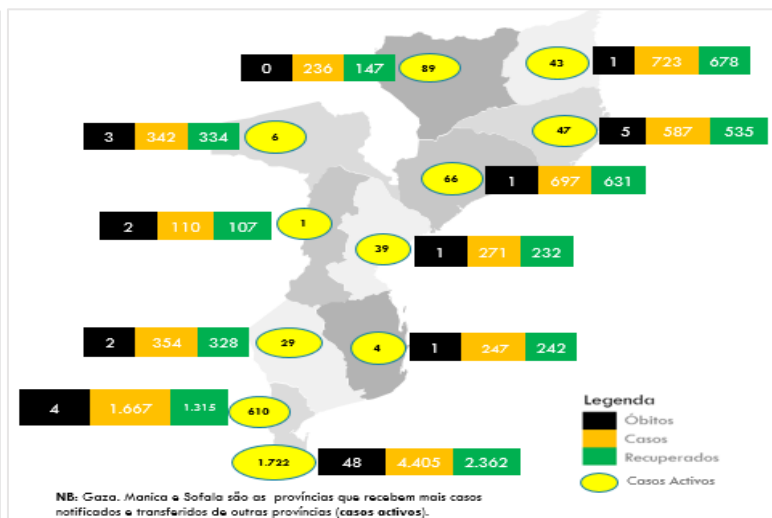 0 236 147 89
43 1 723 678
3 342 334 6
47 5 587 535
66 1 697 631
2 110 107 1
39 1 271 232
2 354 328 29
4 1 247 242
4 1.667 1.315 610
1.722 48 4.405 2.362
Legenda
Óbitos
Casos
Recuperados
Casos Activos
NB: Gaza, Manica e Sofala são as províncias que recebem mais casos
notificados e transferidos de outras províncias (casos activos).